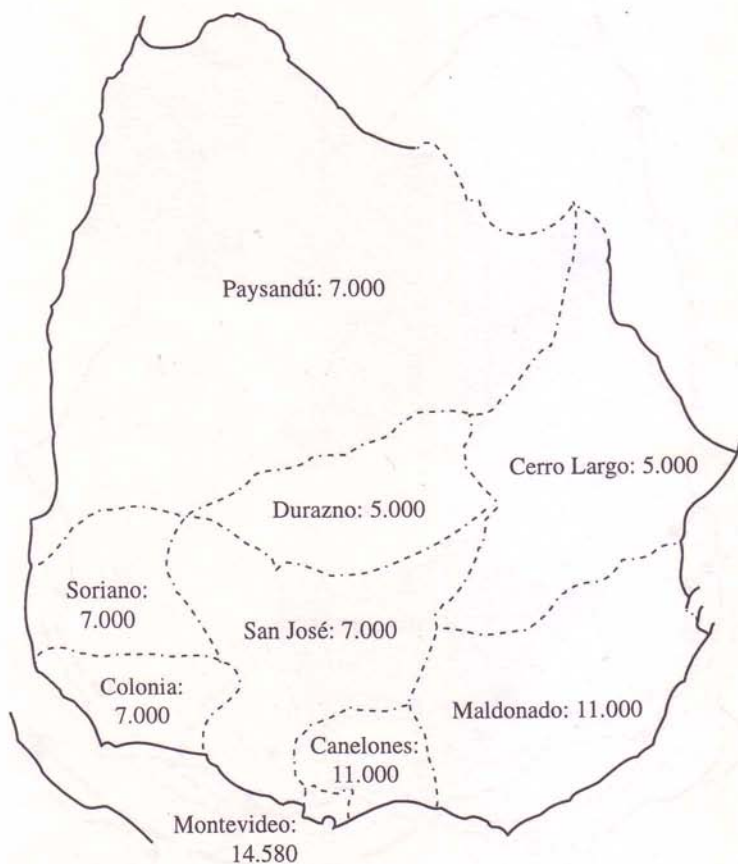 Paysandú: 7.000
Cerro Largo: 5.000
Durazno: 5.000
Soriano:
7.000
San José: 7.000
Colonia:
7.000
Maldonado: 11.000
Canelones:
11.000
Montevideo:
14.580